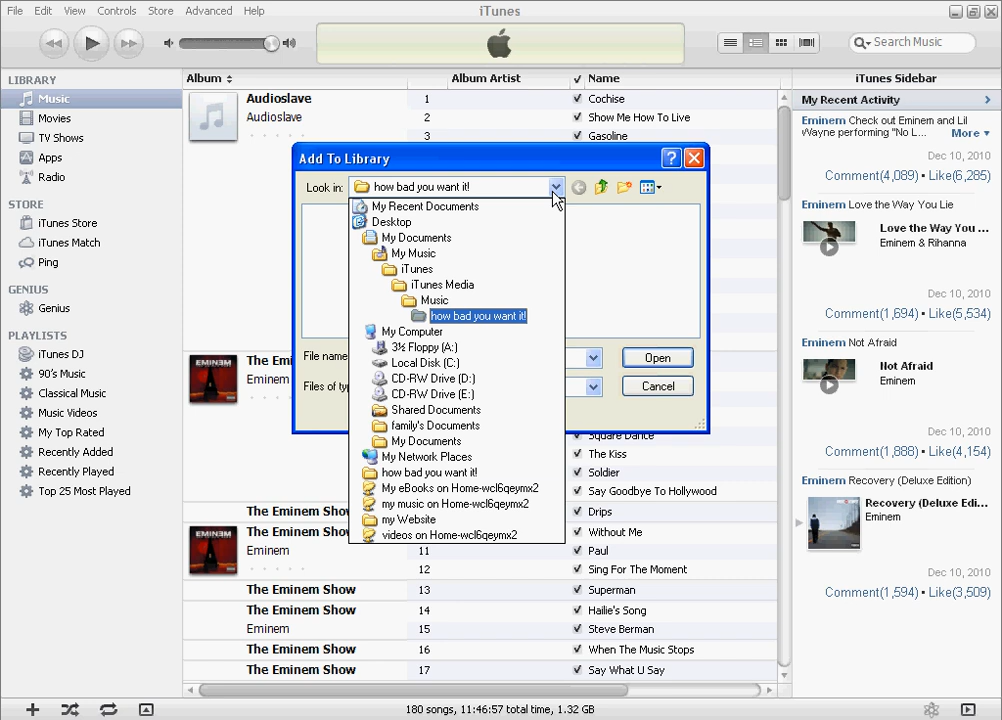 File Edit View Controls Store Advanced Help
iTunes
Search Music
LIBRARY
Music
Movies
TV Shows
Apps
Radio
STORE
iTunes Store
iTunes Match
Ping
GENIUS
Genius
PLAYLISTS
iTunes DJ
90's Music
Classical Music
Music Videos
My Top Rated
Recently Added
Recently Played
Top 25 Most Played
Album Album Artist Name
Audioslave 1 Cochise
Audioslave 2 Show Me How To Live
3 Gasoline
Add To Library
Look in: how bad you want it!
My Recent Documents
Desktop
My Documents
My Music
iTunes
iTunes Media
Music
how bad you want it!
My Computer
3½ Floppy (A:)
Local Disk (C:)
CD-RW Drive (D:)
CD-RW Drive (E:)
Shared Documents
family's Documents
My Documents
My Network Places
how bad you want it!
My eBooks on Home-wcl6qeymx2
my music on Home-wcl6qeymx2
my Website
videos on Home-wcl6qeymx2
File name
Open
Files of typ
Cancel
The Emin
Eminem
Square Dance
The Kiss
Soldier
Say Goodbye To Hollywood
The Eminem Show Drips
The Eminem Show Without Me
Eminem 11 Paul
12 Sing For The Moment
The Eminem Show 13 Superman
The Eminem Show 14 Hailie's Song
Eminem 15 Steve Berman
The Eminem Show 16 When The Music Stops
The Eminem Show 17 Say What U Say
180 songs, 11:46:57 total time, 1.32 GB
iTunes Sidebar
My Recent Activity
Eminem Check out Eminem and Lil
Wayne performing "No L... More
Dec 10, 2010
Comment(4,089) • Like(6,285)
Eminem Love the Way You Lie
Love the Way You ...
Eminem & Rihanna
Dec 10, 2010
Comment(1,694) • Like(5,534)
Eminem Not Afraid
Not Afraid
Eminem
Dec 10, 2010
Comment(1,888) • Like(4,154)
Eminem Recovery (Deluxe Edition)
Recovery (Deluxe Edi...
Eminem
Dec 10, 2010
Comment(1,594) • Like(3,509)